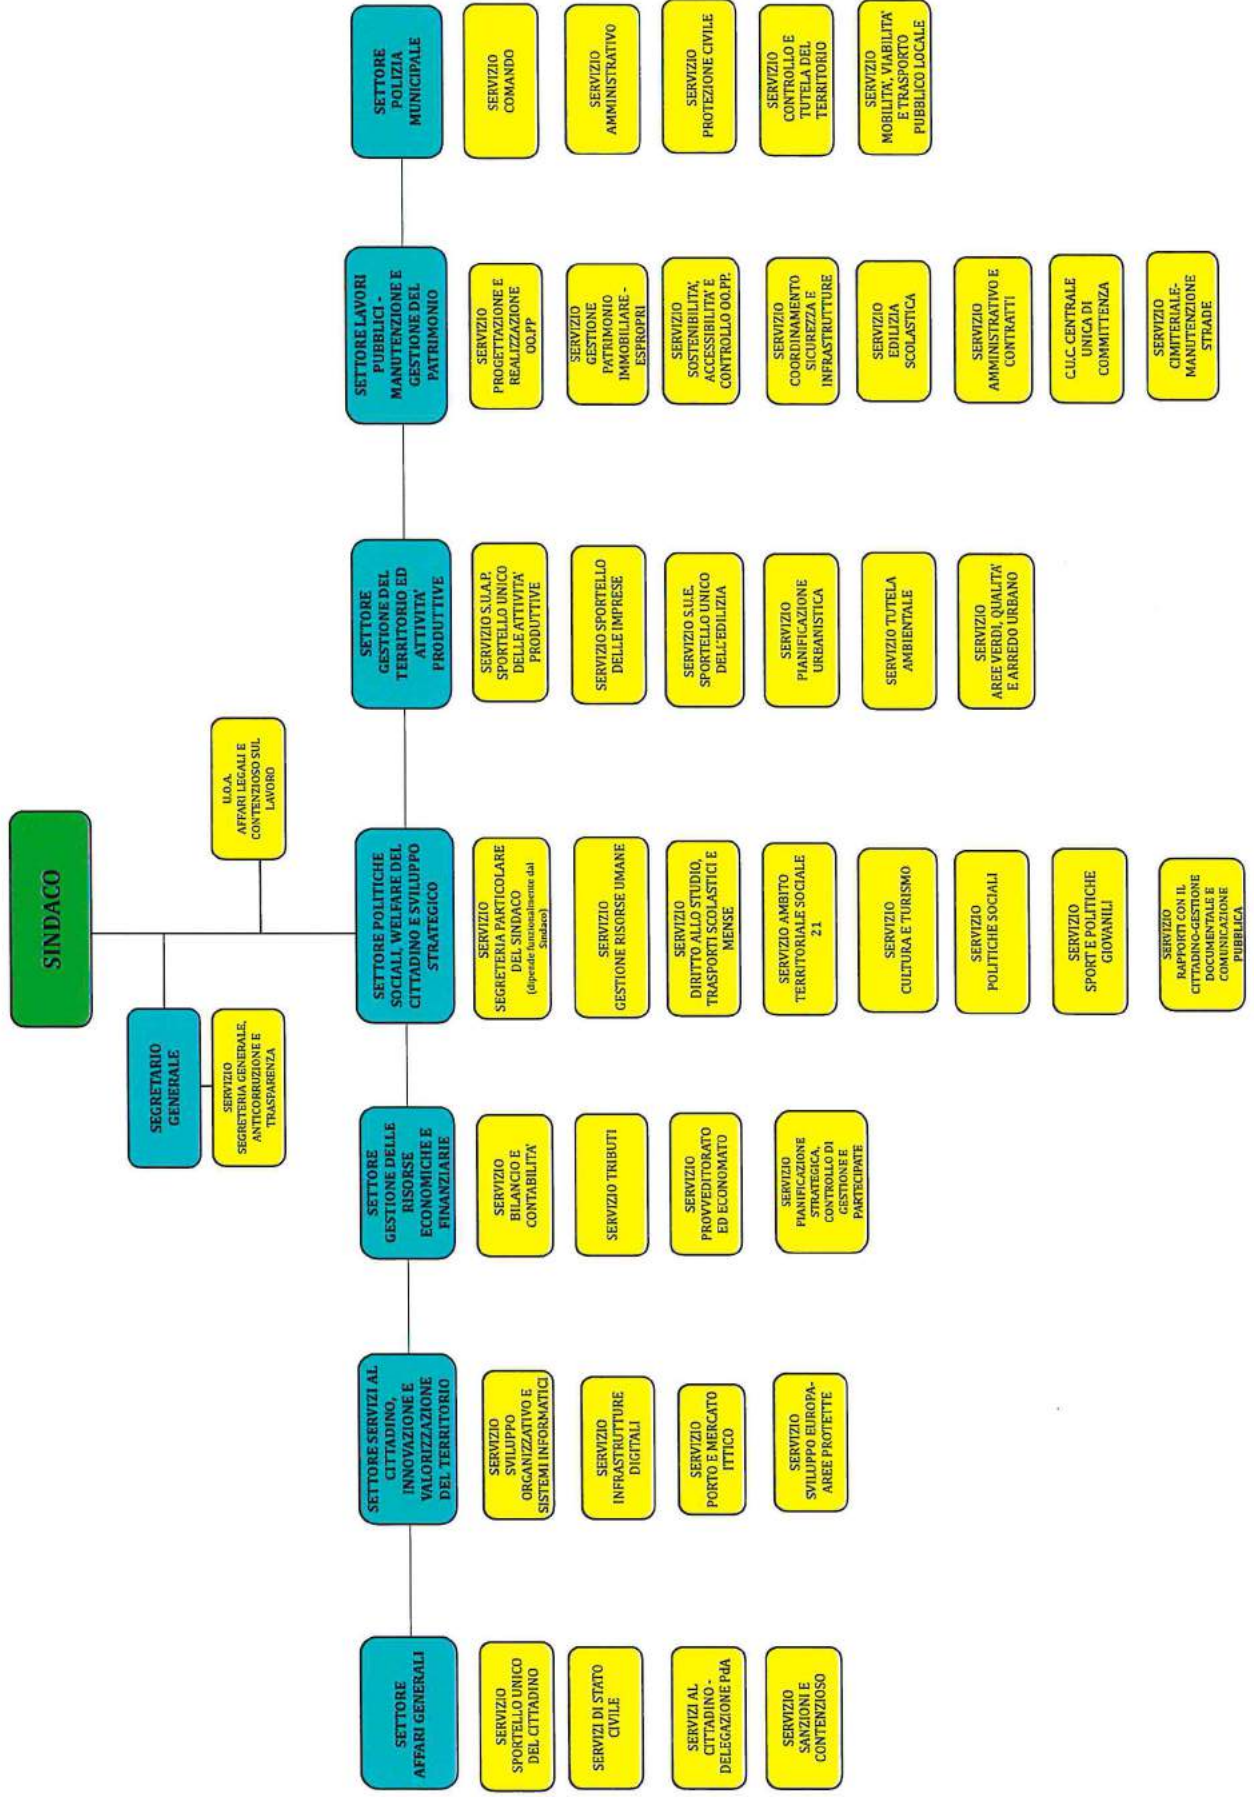 SINDACO
SEGRETARIO
GENERALE
SERVIZIO
SEGRETERIA GENERALE,
ANTICORRUZIONE E
TRASPARENZA
U.O.A.
AFFARI LEGALI E
CONTENZIOSO SUL
LAVORO
SETTORE
AFFARI GENERALI
SERVIZIO
SPORTELLO UNICO
DEL CITTADINO
SERVIZI DI STATO
CIVILE
SERVIZI AL
CITTADINO -
DELEGAZIONE PdA
SERVIZIO
SANZIONI E
CONTENZIOSO
SETTORE SERVIZI AL
CITTADINO,
INNOVAZIONE E
VALORIZZAZIONE
DEL TERRITORIO
SERVIZIO
SVILUPPO
ORGANIZZATIVO E
SISTEMI INFORMATICI
SERVIZIO
INFRASTRUTTURE
DIGITALI
SERVIZIO
PORTO E MERCATO
ITTICO
SERVIZIO
SVILUPPO EUROPA-
AREE PROTETTE
SETTORE
GESTIONE DELLE
RISORSE
ECONOMICHE E
FINANZIARIE
SERVIZIO
BILANCIO E
CONTABILITA'
SERVIZIO TRIBUTI
SERVIZIO
PROVVEDITORATO
ED ECONOMATO
SERVIZIO
PIANIFICAZIONE
STRATEGICA,
CONTROLLO DI
GESTIONE E
PARTECIPATE
SETTORE POLITICHE
SOCIALI, WELFARE DEL
CITTADINO E SVILUPPO
STRATEGICO
SERVIZIO
SEGRETERIA PARTICOLARE
DEL SINDACO
(dipende funzionalmente dal
Sindaco)
SERVIZIO
GESTIONE RISORSE UMANE
SERVIZIO
DIRITTO ALLO STUDIO,
TRASPORTI SCOLASTICI E
MENSE
SERVIZIO AMBITO
TERRITORIALE SOCIALE
21
SERVIZIO
CULTURA E TURISMO
SERVIZIO
POLITICHE SOCIALI
SERVIZIO
SPORT E POLITICHE
GIOVANILI
SERVIZIO
RAPPORTI CON IL
CITTADINO-GESTIONE
DOCUMENTALE E
COMUNICAZIONE
PUBBLICA
SETTORE
GESTIONE DEL
TERRITORIO ED
ATTIVITA'
PRODUTTIVE
SERVIZIO S.U.A.P.
SPORTELLO UNICO
DELLE ATTIVITA'
PRODUTTIVE
SERVIZIO SPORTELLO
DELLE IMPRESE
SERVIZIO S.U.E.
SPORTELLO UNICO
DELL'EDILIZIA
SERVIZIO
PIANIFICAZIONE
URBANISTICA
SERVIZIO TUTELA
AMBIENTALE
SERVIZIO
AREE VERDI, QUALITA'
E ARREDO URBANO
SETTORE LAVORI
PUBBLICI -
MANUTENZIONE E
GESTIONE DEL
PATRIMONIO
SERVIZIO
PROGETTAZIONE E
REALIZZAZIONE
OO.PP
SERVIZIO
GESTIONE
PATRIMONIO
IMMOBILIARE -
ESPROPRI
SERVIZIO
SOSTENIBILITA',
ACCESSIBILITA' E
CONTROLLO OO.PP.
SERVIZIO
COORDINAMENTO
SICUREZZA E
INFRASTRUTTURE
SERVIZIO
EDILIZIA
SCOLASTICA
SERVIZIO
AMMINISTRATIVO E
CONTRATTI
C.U.C. CENTRALE
UNICA DI
COMMITTENZA
SERVIZIO
CIMITERIALE-
MANUTENZIONE
STRADE
SETTORE
POLIZIA
MUNICIPALE
SERVIZIO
COMANDO
SERVIZIO
AMMINISTRATIVO
SERVIZIO
PROTEZIONE CIVILE
SERVIZIO
CONTROLLO E
TUTELA DEL
TERRITORIO
SERVIZIO
MOBILITA', VIABILITA'
E TRASPORTO
PUBBLICO LOCALE